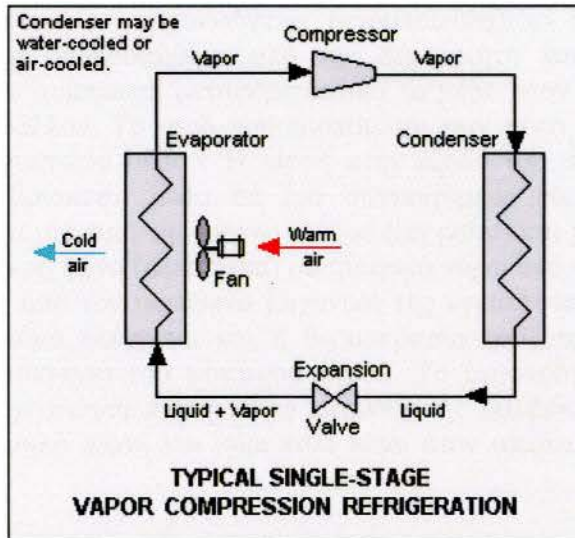 Condenser may be
water-cooled or
air-cooled.
Compressor
Vapor
Vapor
Evaporator
Condenser
Cold
air
Warm
air
Fan
Expansion
Liquid + Vapor
Valve
Liquid
TYPICAL SINGLE-STAGE
VAPOR COMPRESSION REFRIGERATION